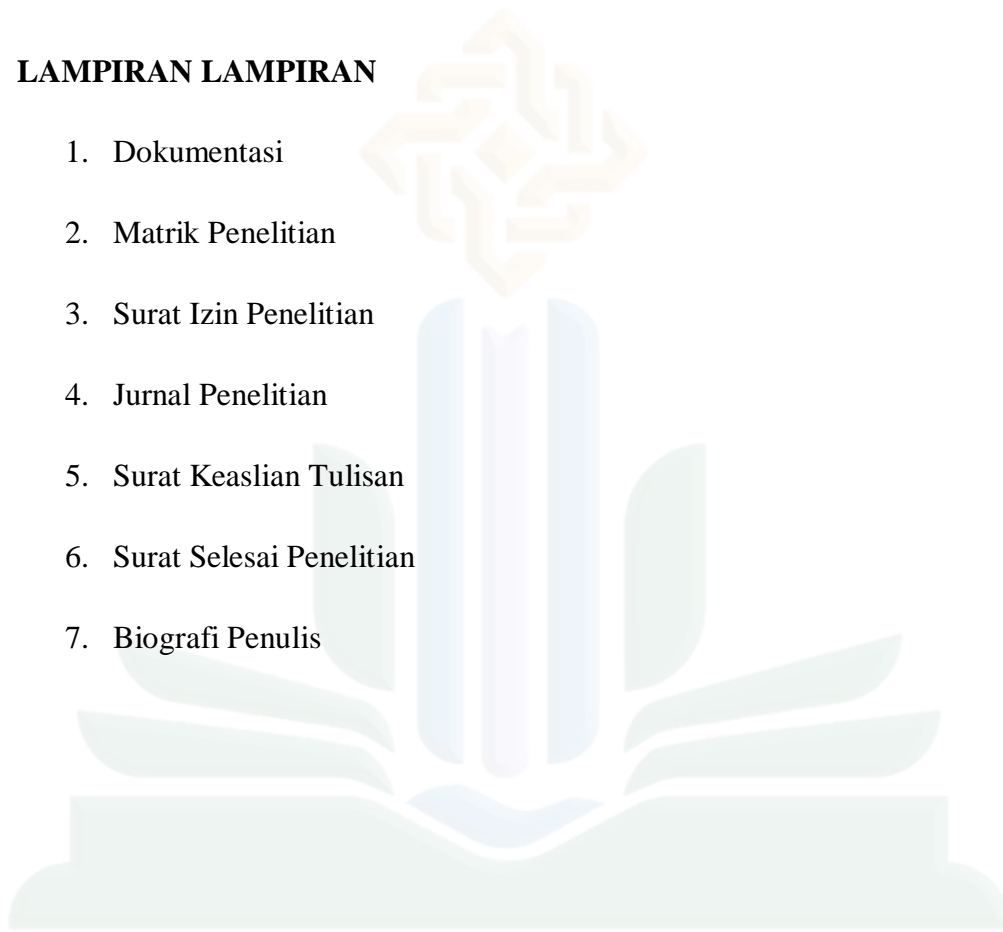 LAMPIRAN LAMPIRAN
1. Dokumentasi
2. Matrik Penelitian
3. Surat Izin Penelitian
4. Jurnal Penelitian
5. Surat Keaslian Tulisan
6. Surat Selesai Penelitian
7. Biografi Penulis